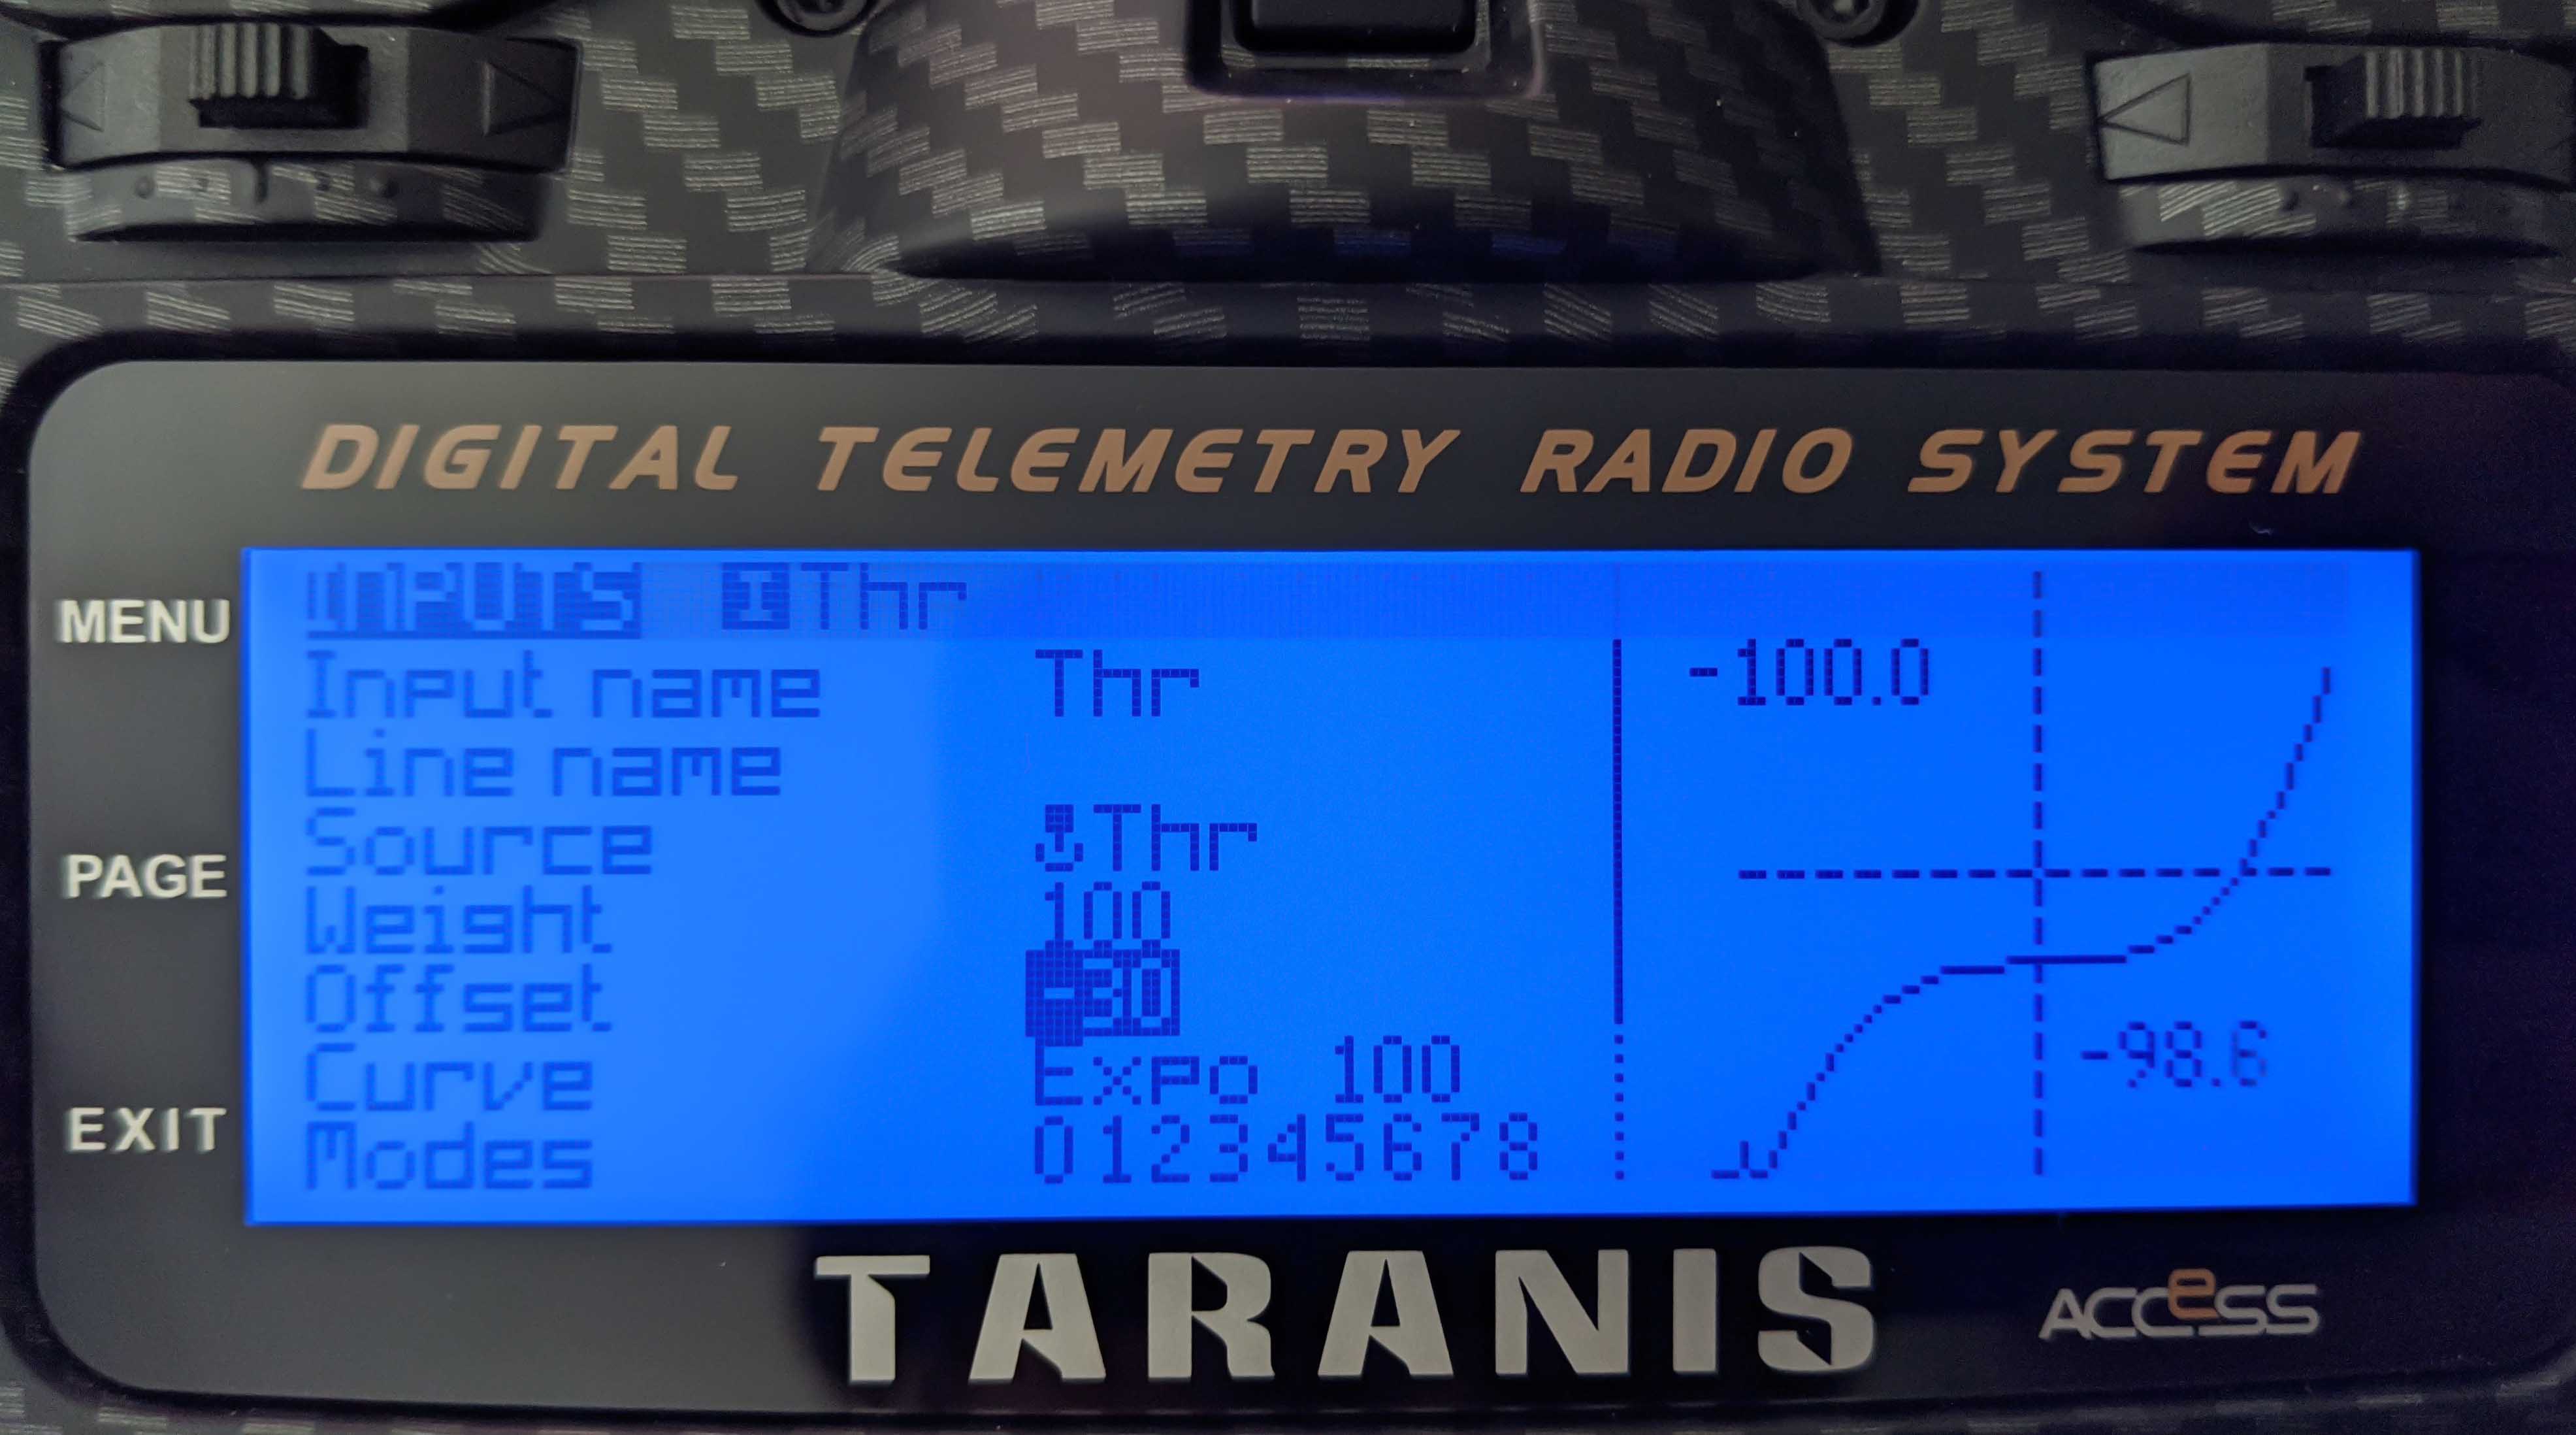 DIGITAL TELEMETRY RADIO SYSTEM
MENU
PAGE
EXIT
INPUTS I Thr
Input name Thr
Line name
Source Thr
Weight 100
Offset -30
Curve Expo 100
Modes 012345678
-100.0
-98.6
TARANIS
ACCeSS